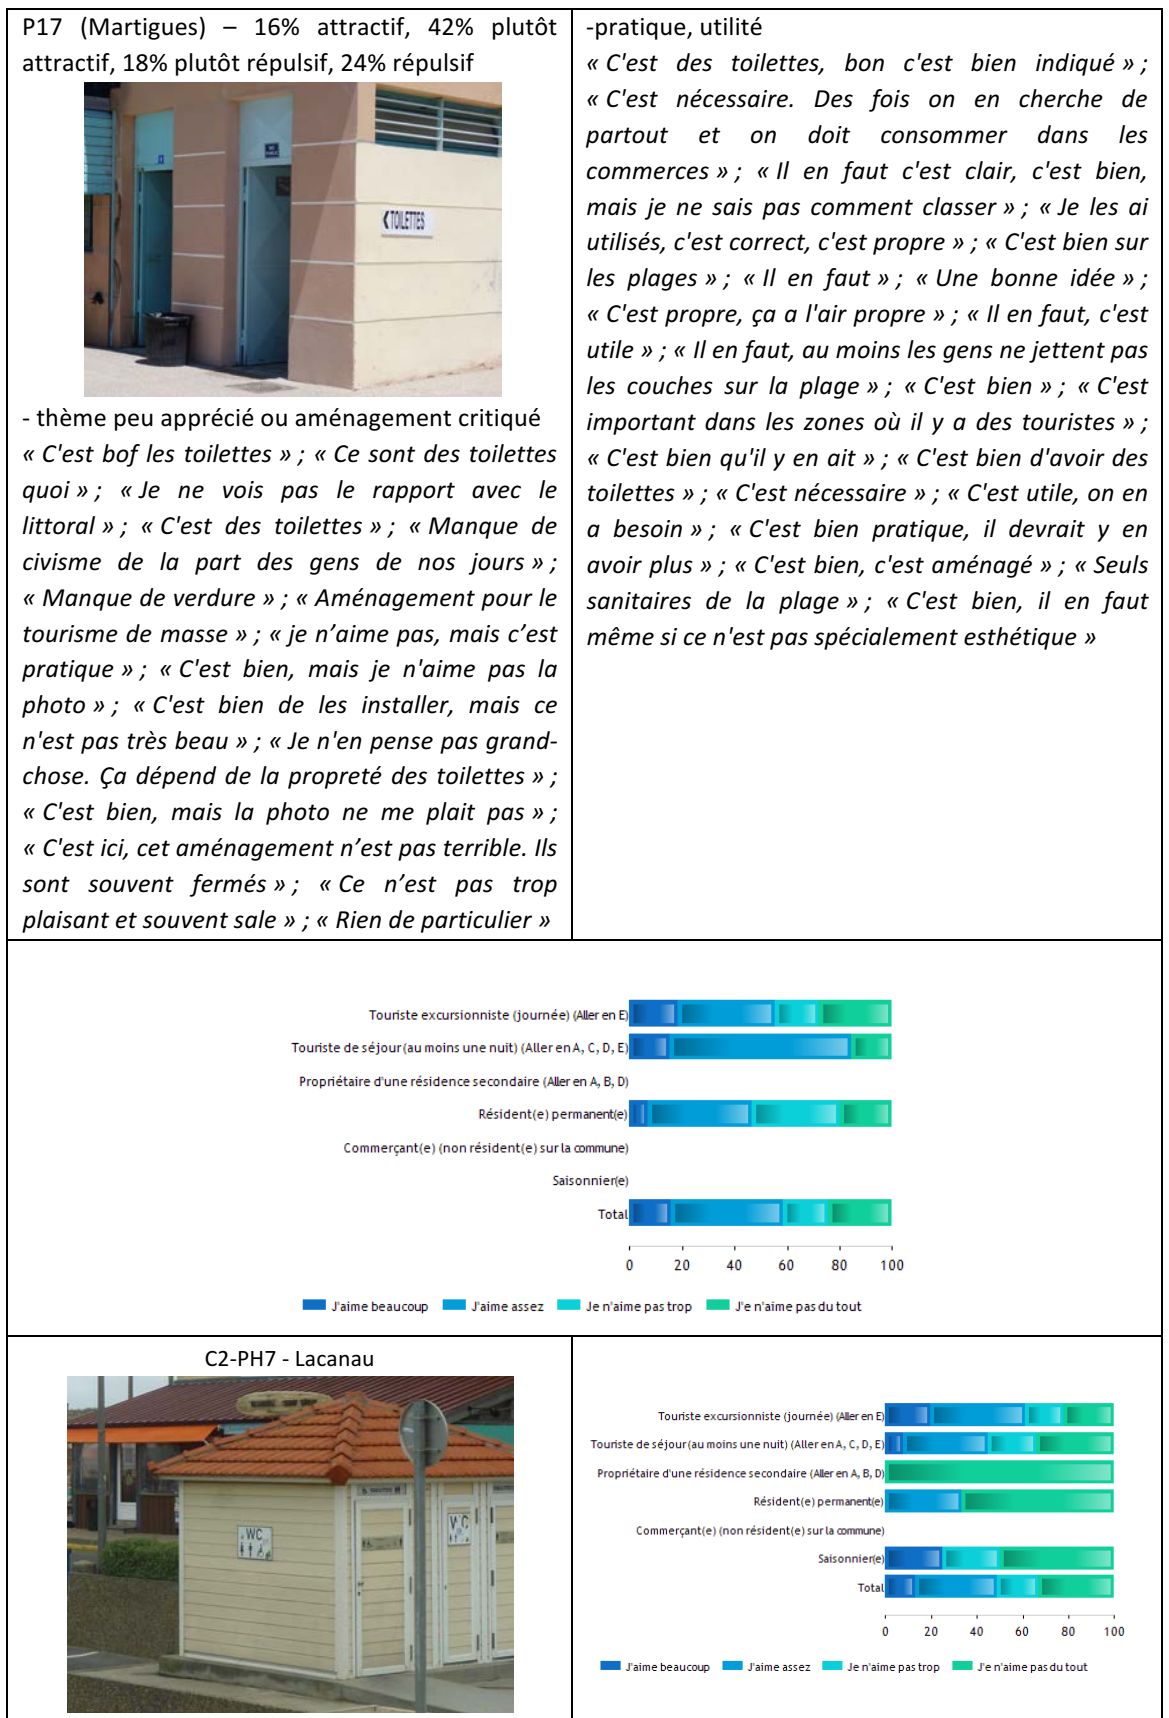 P17 (Martigues) – 16% attractif, 42% plutôt
attractif, 18% plutôt répulsif, 24% répulsif
TOILETTES
- thème peu apprécié ou aménagement critiqué
« C'est bof les toilettes » ; « Ce sont des toilettes
quoi » ; « Je ne vois pas le rapport avec le
littoral » ; « C'est des toilettes » ; « Manque de
civisme de la part des gens de nos jours » ;
« Manque de verdure » ; « Aménagement pour le
tourisme de masse » ; « je n’aime pas, mais c’est
pratique » ; « C'est bien, mais je n'aime pas la
photo » ; « C'est bien de les installer, mais ce
n'est pas très beau » ; « Je n'en pense pas grand-
chose. Ça dépend de la propreté des toilettes » ;
« C'est bien, mais la photo ne me plait pas » ;
« C'est ici, cet aménagement n’est pas terrible. Ils
sont souvent fermés » ; « Ce n’est pas trop
plaisant et souvent sale » ; « Rien de particulier »
-pratique, utilité
« C'est des toilettes, bon c'est bien indiqué » ;
« C'est nécessaire. Des fois on en cherche de
partout et on doit consommer dans les
commerces » ; « Il en faut c'est clair, c'est bien,
mais je ne sais pas comment classer » ; « Je les ai
utilisés, c'est correct, c'est propre » ; « C'est bien sur
les plages » ; « Il en faut » ; « Une bonne idée » ;
« C'est propre, ça a l'air propre » ; « Il en faut, c'est
utile » ; « Il en faut, au moins les gens ne jettent pas
les couches sur la plage » ; « C'est bien » ; « C'est
important dans les zones où il y a des touristes » ;
« C'est bien qu'il y en ait » ; « C'est bien d'avoir des
toilettes » ; « C'est nécessaire » ; « C'est utile, on en
a besoin » ; « C'est bien pratique, il devrait y en
avoir plus » ; « C'est bien, c'est aménagé » ; « Seuls
sanitaires de la plage » ; « C'est bien, il en faut
même si ce n'est pas spécialement esthétique »
Touriste excursionniste (journée) (Aller en E)
Touriste de séjour (au moins une nuit) (Aller en A, C, D, E)
Propriétaire d'une résidence secondaire (Aller en A, B, D)
Résident(e) permanent(e)
Commerçant(e) (non résident(e) sur la commune)
Saisonnier(e)
Total
0 20 40 60 80 100
J'aime beaucoup J'aime assez Je n'aime pas trop J'e n'aime pas du tout
C2-PH7 - Lacanau
WC
WC
Touriste excursionniste (journée) (Aller en E)
Touriste de séjour (au moins une nuit) (Aller en A, C, D, E)
Propriétaire d'une résidence secondaire (Aller en A, B, D)
Résident(e) permanent(e)
Commerçant(e) (non résident(e) sur la commune)
Saisonnier(e)
Total
0 20 40 60 80 100
J'aime beaucoup J'aime assez Je n'aime pas trop J'e n'aime pas du tout